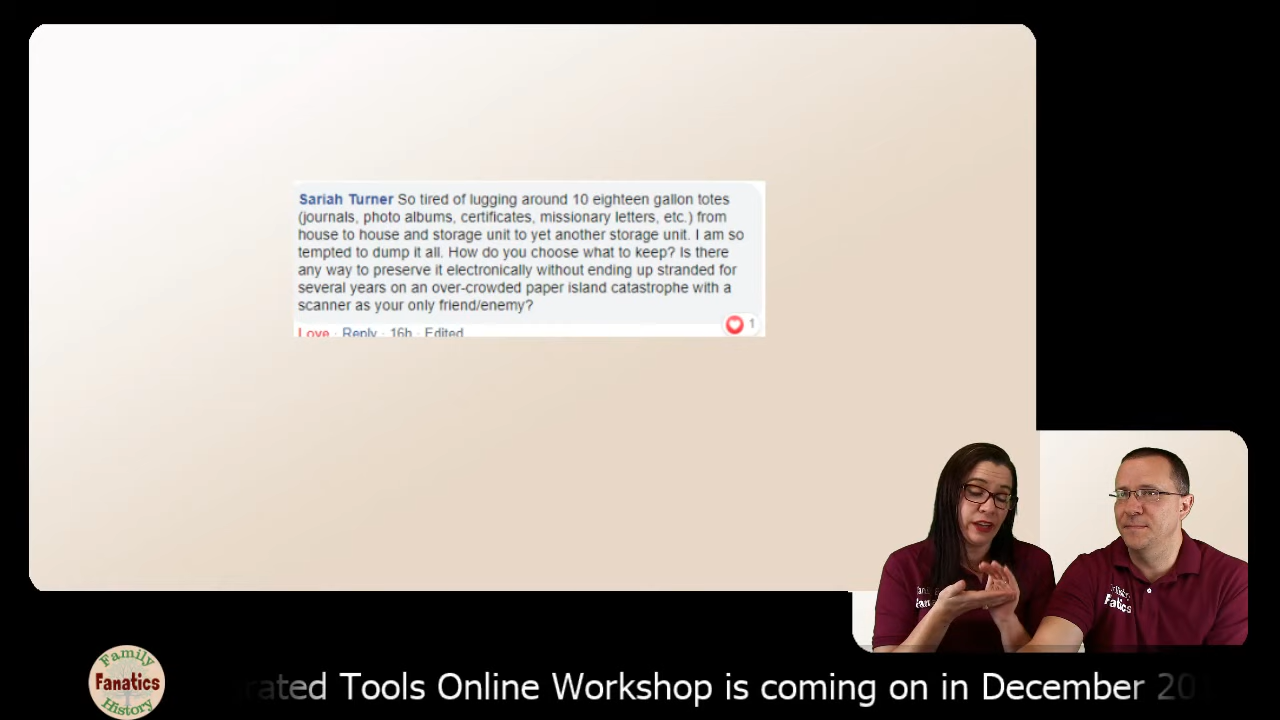 Sariah Turner So tired of lugging around 10 eighteen gallon totes
(journals, photo albums, certificates, missionary letters, etc.) from
house to house and storage unit to yet another storage unit. I am so
tempted to dump it all. How do you choose what to keep? Is there
any way to preserve it electronically without ending up stranded for
several years on an over-crowded paper island catastrophe with a
scanner as your only friend/enemy?
1
Love · Reply · 16h · Edited
Fatics
Family
Fanatics
History
Tools Online Workshop is coming on in December